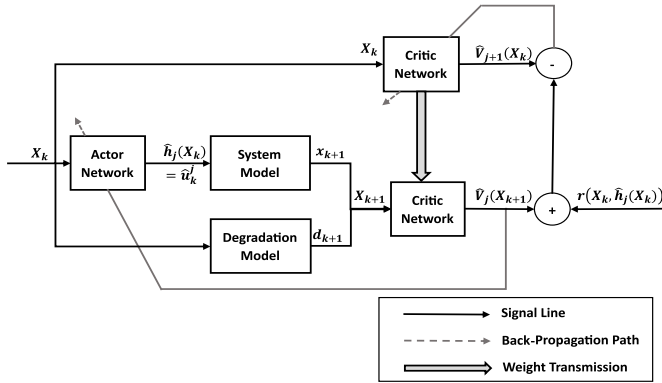 X_k
Critic
Network
V̂_{j+1}(X_k)
-
X_k
Actor
Network
ĥ_j(X_k)
= û_k^j
System
Model
x_{k+1}
X_{k+1}
Critic
Network
V̂_j(X_{k+1})
+
r(X_k, ĥ_j(X_k))
Degradation
Model
d_{k+1}
Signal Line
Back-Propagation Path
Weight Transmission